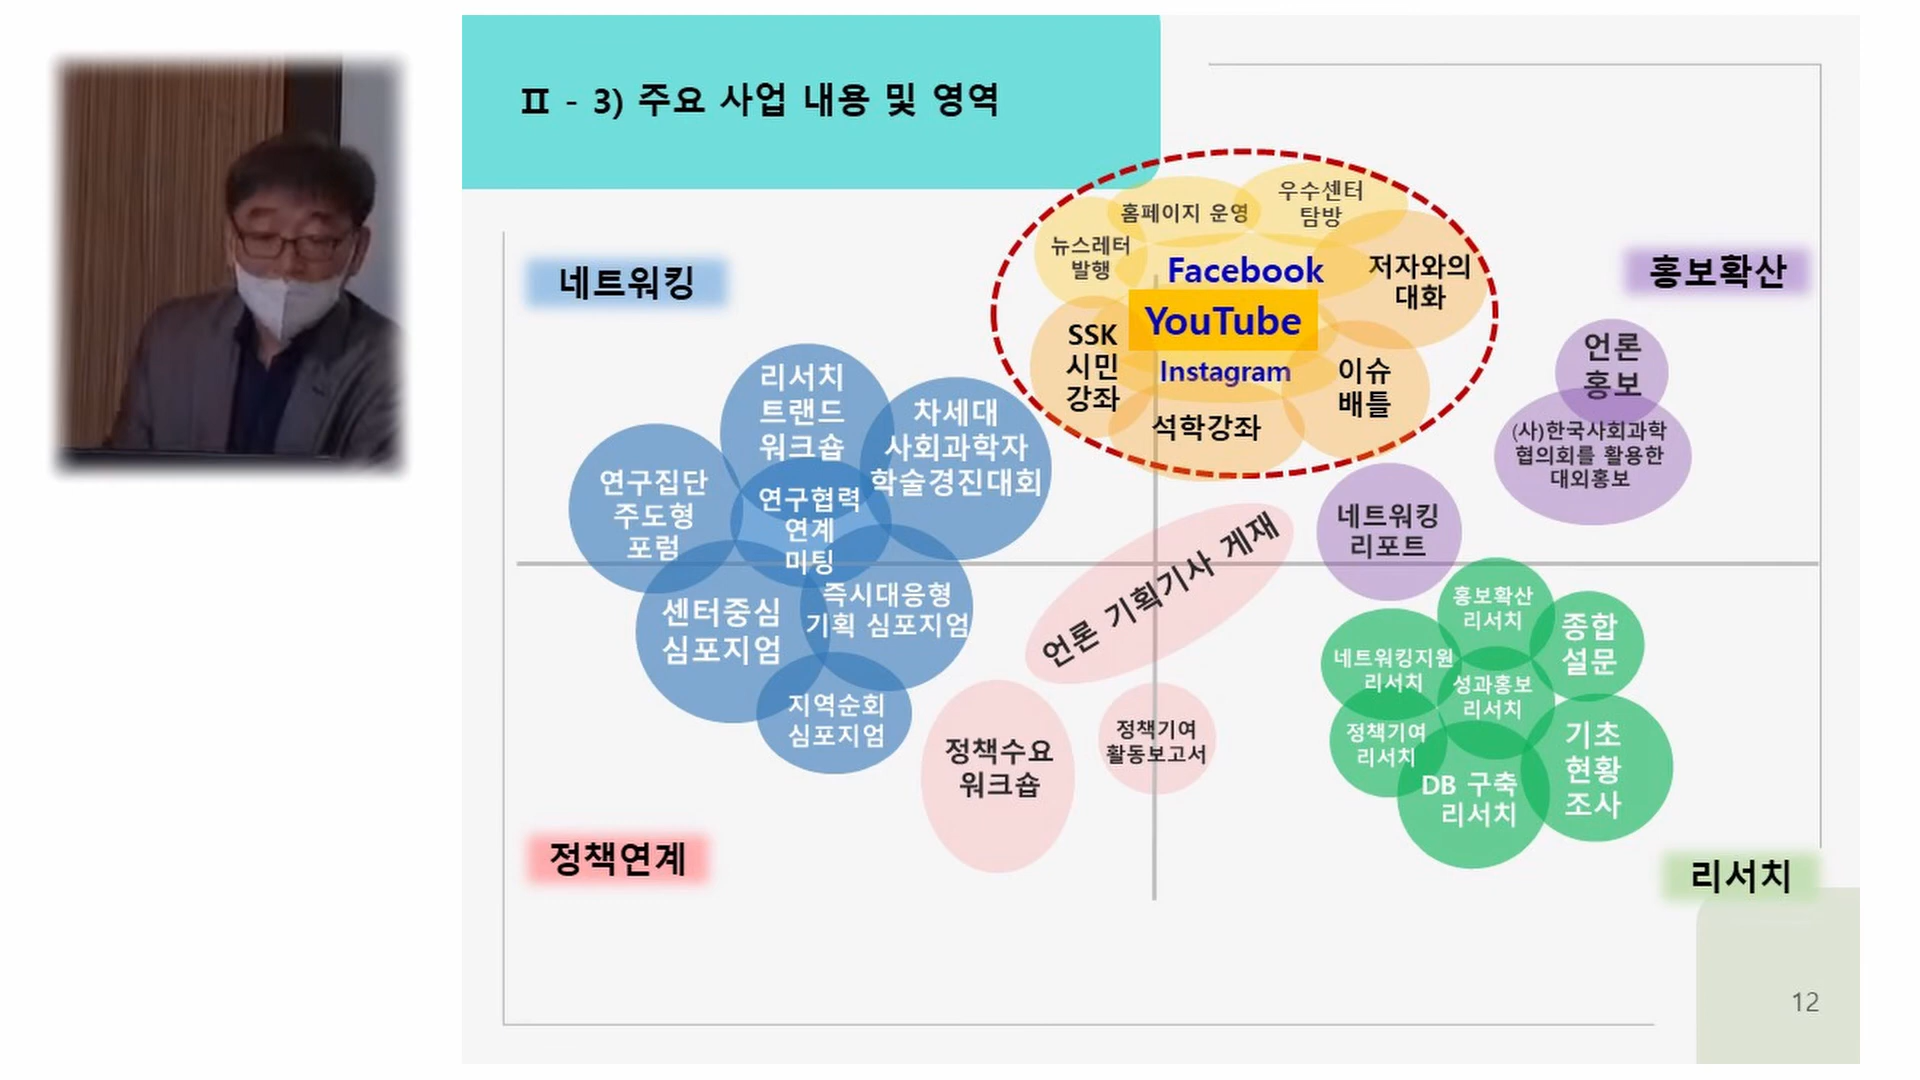 Ⅱ - 3) 주요 사업 내용 및 영역
네트워킹
홍보확산
우수센터
탐방
홈페이지 운영
뉴스레터
발행
Facebook
저자와의
대화
YouTube
SSK
시민
강좌
Instagram
이슈
배틀
석학강좌
언론
홍보
(사)한국사회과학
협의회를 활용한
대외홍보
네트워킹
리포트
리서치
트랜드
워크숍
차세대
사회과학자
학술경진대회
연구집단
주도형
포럼
연구협력
연계
미팅
센터중심
심포지엄
즉시대응형
기획 심포지엄
지역순회
심포지엄
언론 기획기사 게재
정책수요
워크숍
정책기여
활동보고서
홍보확산
리서치
종합
설문
네트워킹지원
리서치
성과홍보
리서치
정책기여
리서치
기초
현황
조사
DB 구축
리서치
정책연계
리서치
12